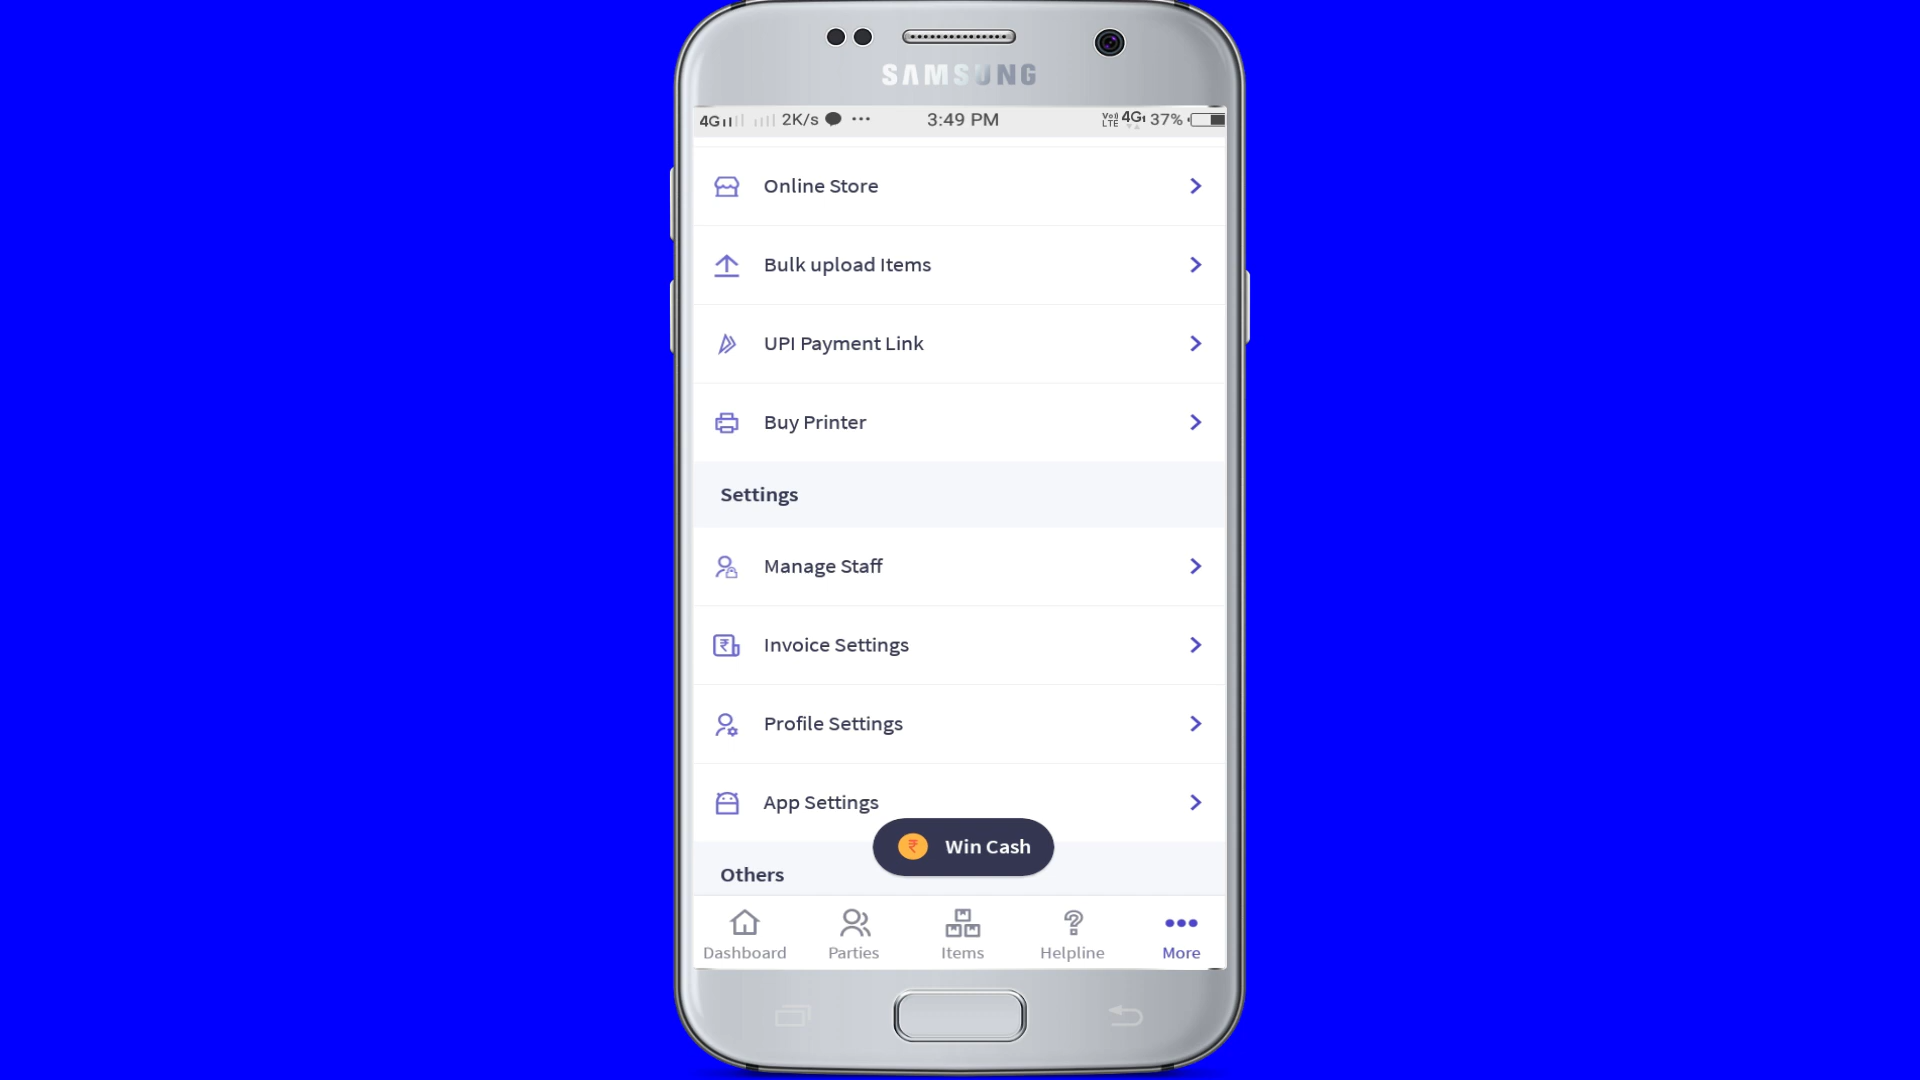 SAMSUNG
4G 2K/s ··· 3:49 PM VoLTE 4G 37%
Online Store
Bulk upload Items
UPI Payment Link
Buy Printer
Settings
Manage Staff
Invoice Settings
Profile Settings
App Settings
₹ Win Cash
Others
Dashboard Parties Items Helpline More